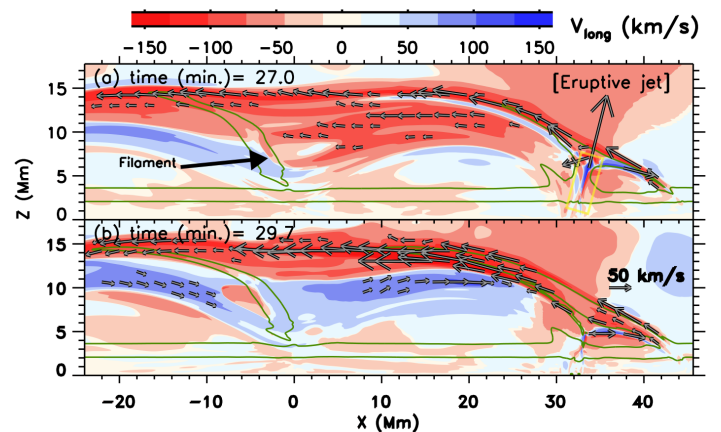 V_long (km/s)
−150 −100 −50 0 50 100 150
(a) time (min.)= 27.0
[Eruptive jet]
Filament
15
10
5
0
Z (Mm)
(b) time (min.)= 29.7
50 km/s
15
10
5
0
−20 −10 0 10 20 30 40
X (Mm)